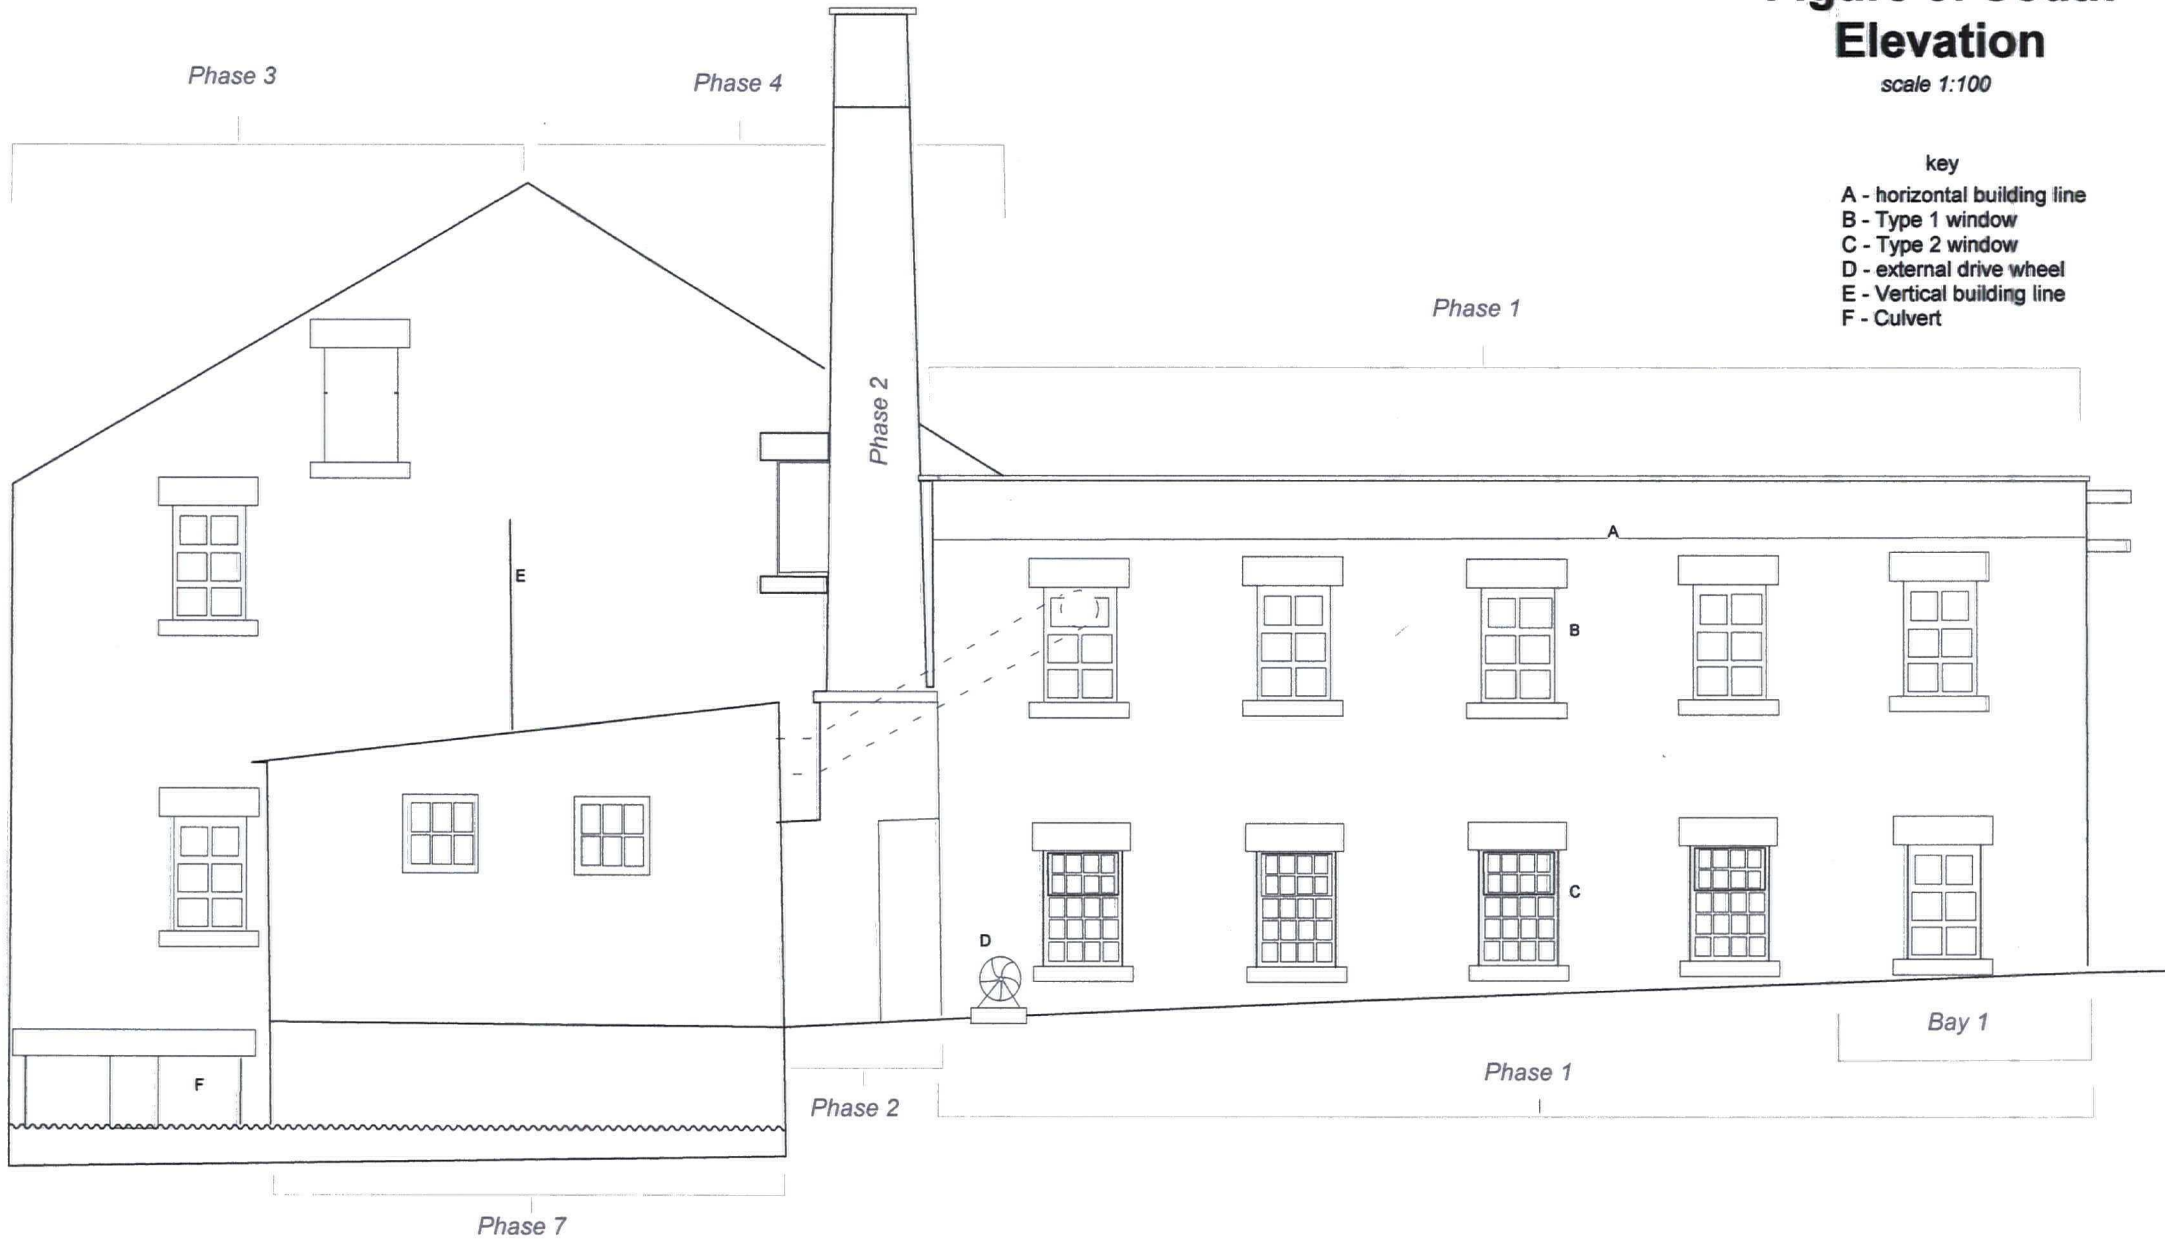 Elevation
scale 1:100
key
A - horizontal building line
B - Type 1 window
C - Type 2 window
D - external drive wheel
E - Vertical building line
F - Culvert
Phase 3
Phase 4
Phase 1
Phase 2
A
E
B
C
D
F
Bay 1
Phase 1
Phase 2
Phase 7